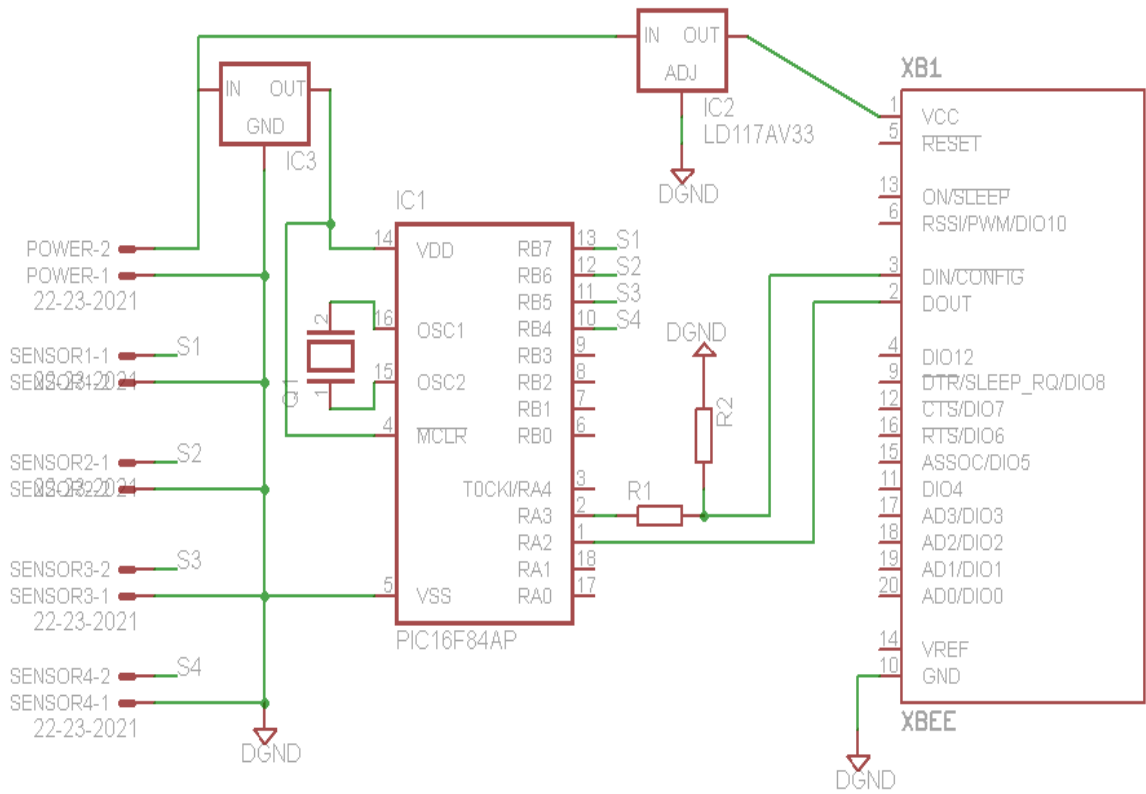 IN OUT
ADJ
IC2
LD117AV33
DGND
IN OUT
GND
IC3
XB1
1 VCC
5 RESET
13 ON/SLEEP
6 RSSI/PWM/DIO10
3 DIN/CONFIG
2 DOUT
4 DIO12
9 DTR/SLEEP_RQ/DIO8
12 CTS/DIO7
16 RTS/DIO6
15 ASSOC/DIO5
11 DIO4
17 AD3/DIO3
18 AD2/DIO2
19 AD1/DIO1
20 AD0/DIO0
14 VREF
10 GND
XBEE
DGND
IC1
14 VDD
16 OSC1
15 OSC2
4 MCLR
5 VSS
RB7 13 S1
RB6 12 S2
RB5 11 S3
RB4 10 S4
RB3 9
RB2 8
RB1 7
RB0 6
T0CKI/RA4 3
RA3 2
RA2 1
RA1 18
RA0 17
PIC16F84AP
2
1
Q1
R1
R2
DGND
POWER-2
POWER-1
22-23-2021
SENSOR1-1 S1
22-23-2021
SENSOR2-1 S2
22-23-2021
SENSOR3-2 S3
SENSOR3-1
22-23-2021
SENSOR4-2 S4
SENSOR4-1
22-23-2021
DGND